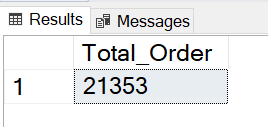 Results Messages
Total_Order
1 21353